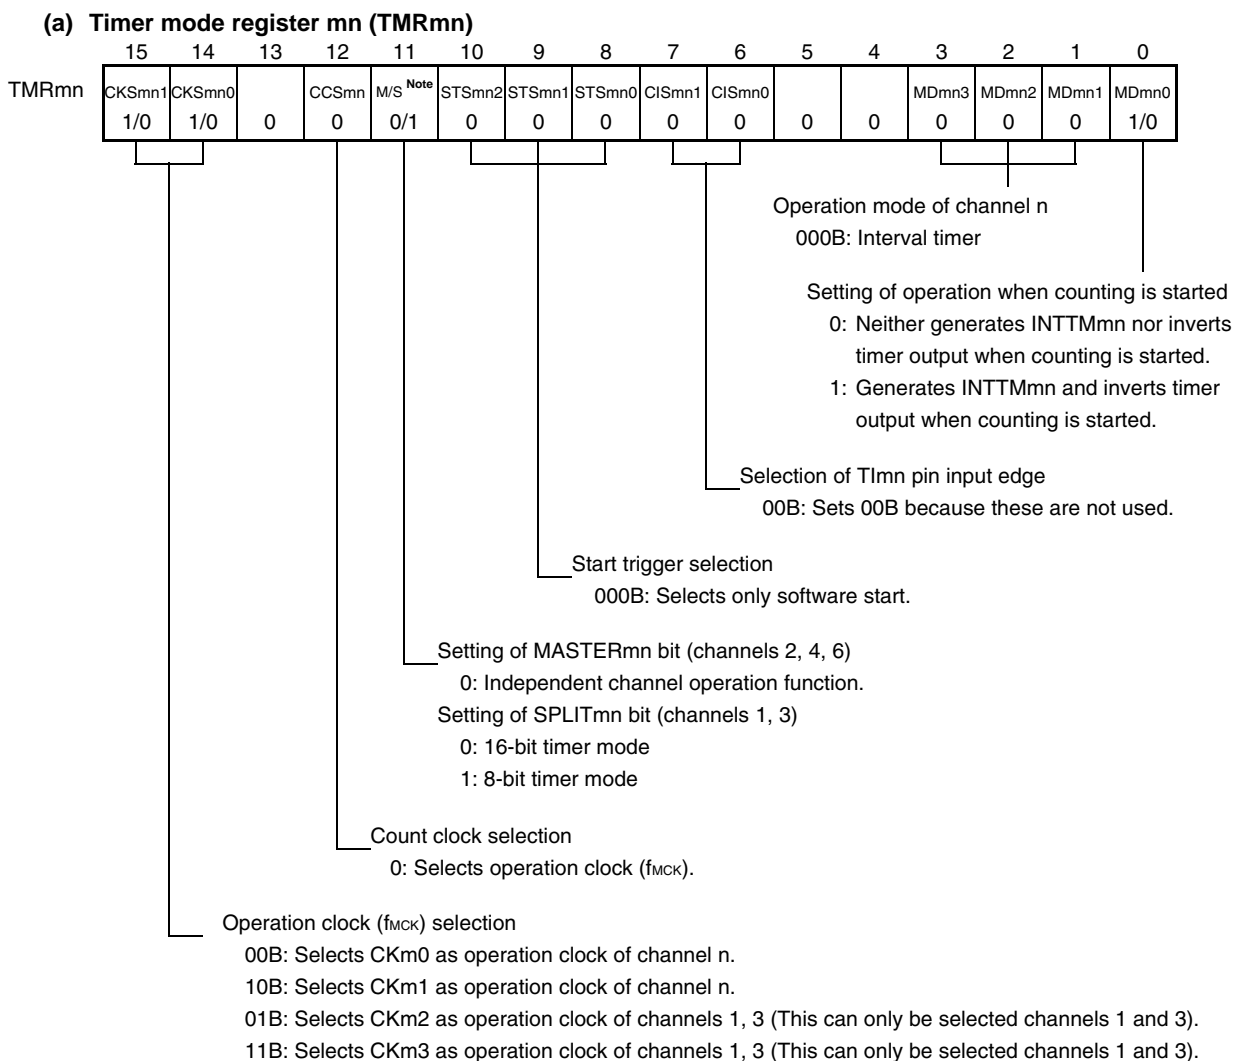 (a) Timer mode register mn (TMRmn)
15 14 13 12 11 10 9 8 7 6 5 4 3 2 1 0
TMRmn CKSmn1 CKSmn0 CCSmn M/S Note STSmn2 STSmn1 STSmn0 CISmn1 CISmn0 MDmn3 MDmn2 MDmn1 MDmn0
1/0 1/0 0 0 0/1 0 0 0 0 0 0 0 0 0 0 1/0
Operation mode of channel n
000B: Interval timer
Setting of operation when counting is started
0: Neither generates INTTMmn nor inverts
timer output when counting is started.
1: Generates INTTMmn and inverts timer
output when counting is started.
Selection of TImn pin input edge
00B: Sets 00B because these are not used.
Start trigger selection
000B: Selects only software start.
Setting of MASTERmn bit (channels 2, 4, 6)
0: Independent channel operation function.
Setting of SPLITmn bit (channels 1, 3)
0: 16-bit timer mode
1: 8-bit timer mode
Count clock selection
0: Selects operation clock (fMCK).
Operation clock (fMCK) selection
00B: Selects CKm0 as operation clock of channel n.
10B: Selects CKm1 as operation clock of channel n.
01B: Selects CKm2 as operation clock of channels 1, 3 (This can only be selected channels 1 and 3).
11B: Selects CKm3 as operation clock of channels 1, 3 (This can only be selected channels 1 and 3).